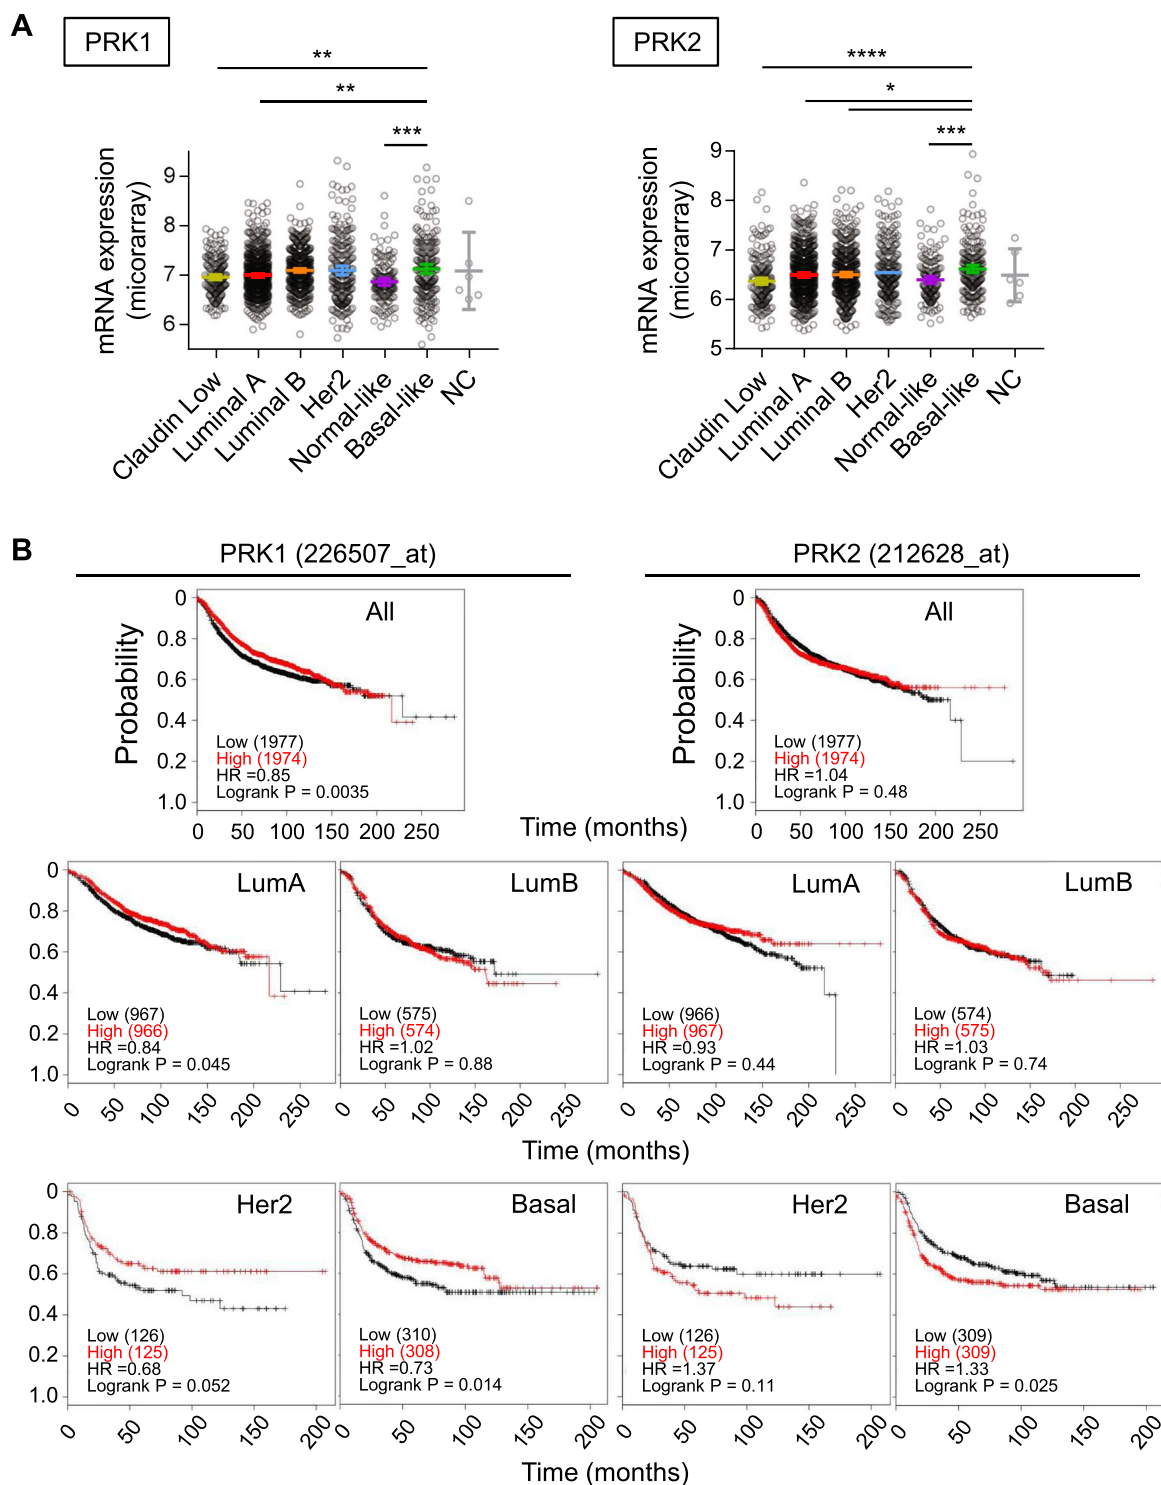 A
PRK1
PRK2
**
**
***
****
*
***
mRNA expression
(micorarray)
9
8
7
6
Claudin Low
Luminal A
Luminal B
Her2
Normal-like
Basal-like
NC
mRNA expression
(micorarray)
9
8
7
6
5
Claudin Low
Luminal A
Luminal B
Her2
Normal-like
Basal-like
NC
B
PRK1 (226507_at)
PRK2 (212628_at)
Probability
0
0.8
0.6
0.4
0.2
1.0
All
Low (1977)
High (1974)
HR =0.85
Logrank P = 0.0035
0 50 100 150 200 250
Probability
0
0.8
0.6
0.4
0.2
1.0
All
Low (1977)
High (1974)
HR =1.04
Logrank P = 0.48
0 50 100 150 200 250
Time (months)
0
0.8
0.6
0.4
0.2
1.0
LumA
Low (967)
High (966)
HR =0.84
Logrank P = 0.045
0 50 100 150 200 250
LumB
Low (575)
High (574)
HR =1.02
Logrank P = 0.88
0 50 100 150 200 250
LumA
Low (966)
High (967)
HR =0.93
Logrank P = 0.44
0 50 100 150 200 250
LumB
Low (574)
High (575)
HR =1.03
Logrank P = 0.74
0 50 100 150 200 250
Time (months)
0
0.8
0.6
0.4
0.2
1.0
Her2
Low (126)
High (125)
HR =0.68
Logrank P = 0.052
0 50 100 150 200
Basal
Low (310)
High (308)
HR =0.73
Logrank P = 0.014
0 50 100 150 200
Her2
Low (126)
High (125)
HR =1.37
Logrank P = 0.11
0 50 100 150 200
Basal
Low (309)
High (309)
HR =1.33
Logrank P = 0.025
0 50 100 150 200
Time (months)